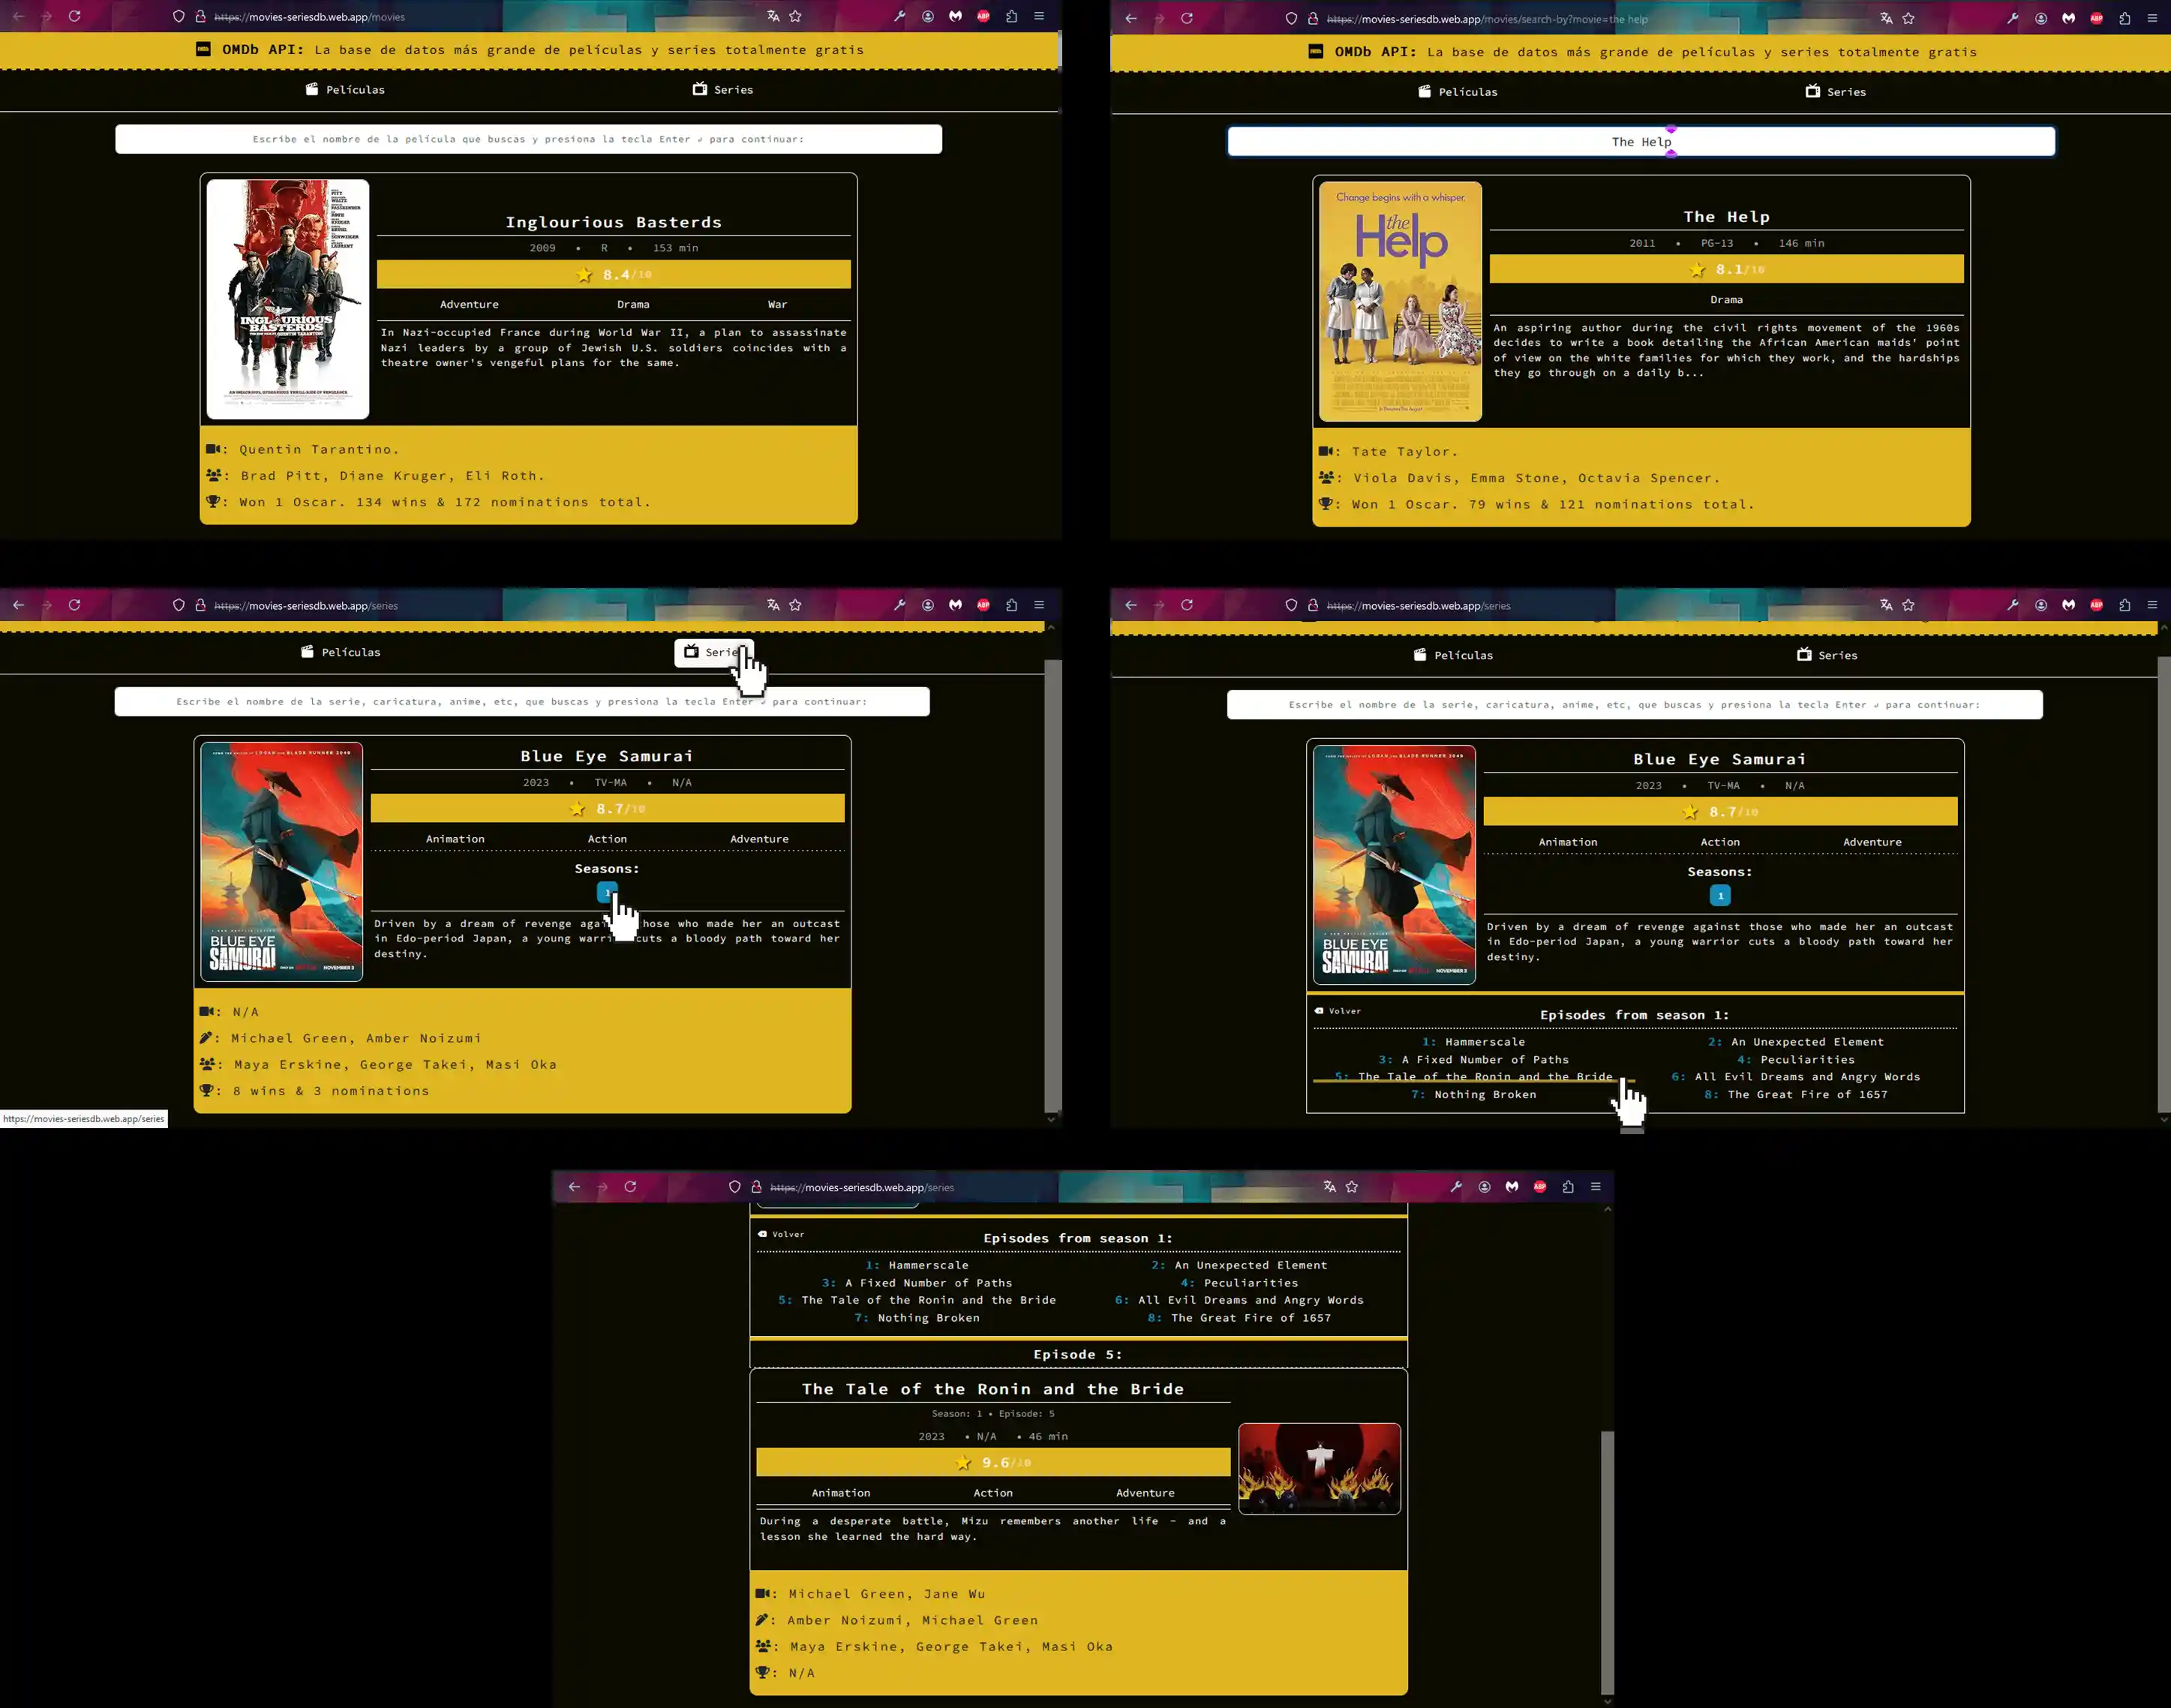 https://movies-seriesdb.web.app/movies
OMDb API: La base de datos más grande de películas y series totalmente gratis
Películas
Series
Escribe el nombre de la película que buscas y presiona la tecla Enter ↲ para continuar:
INGLOURIOUS
BASTERDS
Inglourious Basterds
2009 • R • 153 min
8.4/10
Adventure Drama War
In Nazi-occupied France during World War II, a plan to assassinate
Nazi leaders by a group of Jewish U.S. soldiers coincides with a
theatre owner's vengeful plans for the same.
: Quentin Tarantino.
: Brad Pitt, Diane Kruger, Eli Roth.
: Won 1 Oscar. 134 wins & 172 nominations total.
https://movies-seriesdb.web.app/movies/search-by?movie=the help
OMDb API: La base de datos más grande de películas y series totalmente gratis
Películas
Series
The Help
Change begins with a whisper.
the
Help
The Help
2011 • PG-13 • 146 min
8.1/10
Drama
An aspiring author during the civil rights movement of the 1960s
decides to write a book detailing the African American maids' point
of view on the white families for which they work, and the hardships
they go through on a daily b...
: Tate Taylor.
: Viola Davis, Emma Stone, Octavia Spencer.
: Won 1 Oscar. 79 wins & 121 nominations total.
https://movies-seriesdb.web.app/series
Películas
Serie
Escribe el nombre de la serie, caricatura, anime, etc, que buscas y presiona la tecla Enter ↲ para continuar:
BLUE EYE
SAMURAI
NOVEMBER 3
Blue Eye Samurai
2023 • TV-MA • N/A
8.7/10
Animation Action Adventure
Seasons:
1
Driven by a dream of revenge agai hose who made her an outcast
in Edo-period Japan, a young warri cuts a bloody path toward her
destiny.
: N/A
: Michael Green, Amber Noizumi
: Maya Erskine, George Takei, Masi Oka
: 8 wins & 3 nominations
https://movies-seriesdb.web.app/series
https://movies-seriesdb.web.app/series
Películas
Series
Escribe el nombre de la serie, caricatura, anime, etc, que buscas y presiona la tecla Enter ↲ para continuar:
BLUE EYE
SAMURAI
NOVEMBER 3
Blue Eye Samurai
2023 • TV-MA • N/A
8.7/10
Animation Action Adventure
Seasons:
1
Driven by a dream of revenge against those who made her an outcast
in Edo-period Japan, a young warrior cuts a bloody path toward her
destiny.
Volver
Episodes from season 1:
1: Hammerscale 2: An Unexpected Element
3: A Fixed Number of Paths 4: Peculiarities
5: The Tale of the Ronin and the Bride 6: All Evil Dreams and Angry Words
7: Nothing Broken 8: The Great Fire of 1657
https://movies-seriesdb.web.app/series
Volver
Episodes from season 1:
1: Hammerscale 2: An Unexpected Element
3: A Fixed Number of Paths 4: Peculiarities
5: The Tale of the Ronin and the Bride 6: All Evil Dreams and Angry Words
7: Nothing Broken 8: The Great Fire of 1657
Episode 5:
The Tale of the Ronin and the Bride
Season: 1 • Episode: 5
2023 • N/A • 46 min
9.6/10
Animation Action Adventure
During a desperate battle, Mizu remembers another life – and a
lesson she learned the hard way.
: Michael Green, Jane Wu
: Amber Noizumi, Michael Green
: Maya Erskine, George Takei, Masi Oka
: N/A